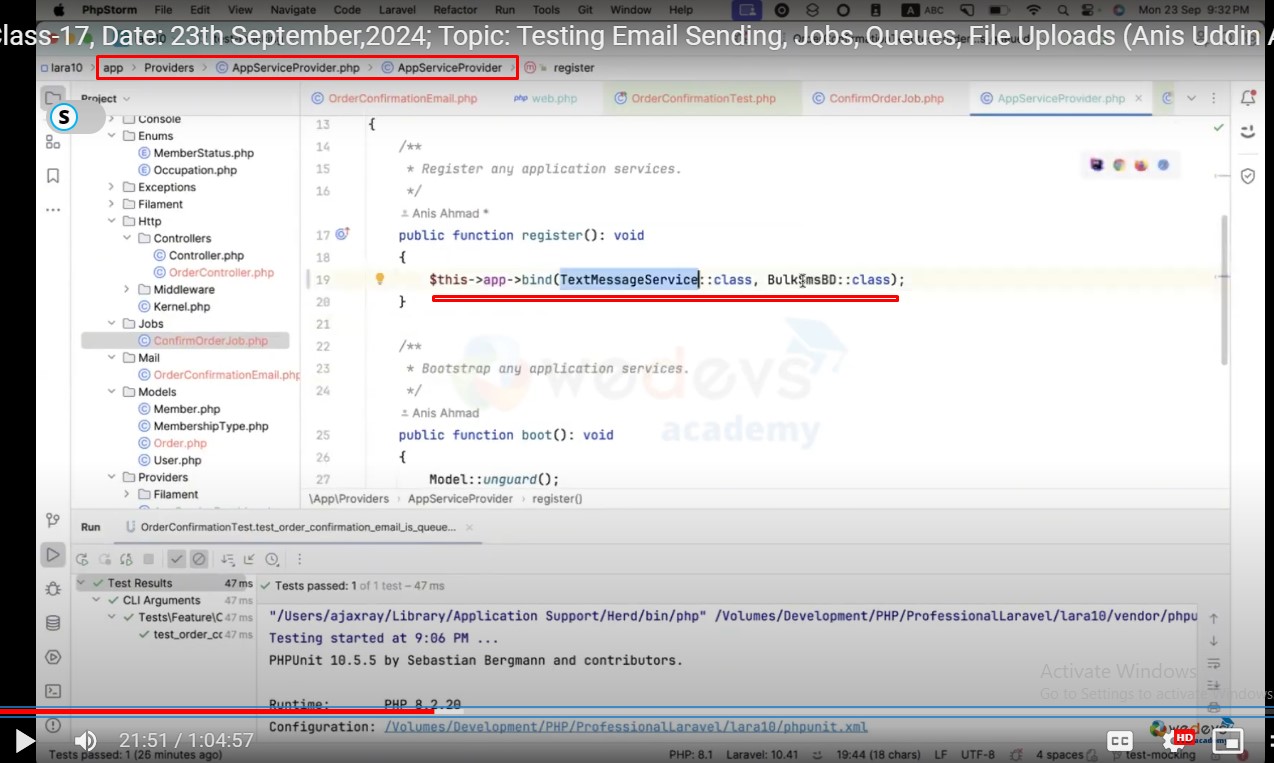 PhpStorm File Edit View Navigate Code Laravel Refactor Run Tools Git Window Help A ABC Mon 23 Sep 9:32 PM
Class-17, Date: 23th September,2024; Topic: Testing Email Sending, Jobs, Queues, File Uploads (Anis Uddin A
lara10 app Providers AppServiceProvider.php AppServiceProvider m register
Project
OrderConfirmationEmail.php php web.php OrderConfirmationTest.php ConfirmOrderJob.php AppServiceProvider.php
S
Console
Enums
MemberStatus.php
Occupation.php
Exceptions
Filament
Http
Controllers
Controller.php
OrderController.php
Middleware
Kernel.php
Jobs
ConfirmOrderJob.php
Mail
OrderConfirmationEmail.php
Models
Member.php
MembershipType.php
Order.php
User.php
Providers
Filament
13 {
14 /**
15 * Register any application services.
16 */
Anis Ahmad *
17 public function register(): void
18 {
19 $this->app->bind(TextMessageService::class, BulkSmsBD::class);
20 }
21
22 /**
23 * Bootstrap any application services.
24 */
Anis Ahmad
25 public function boot(): void
26 {
27 Model::unguard();
wedevs
academy
\App\Providers AppServiceProvider register()
Run OrderConfirmationTest.test_order_confirmation_email_is_queue...
Test Results 47 ms
CLI Arguments 47 ms
Tests\Feature\C 47 ms
test_order_cc 47 ms
Tests passed: 1 of 1 test – 47 ms
"/Users/ajaxray/Library/Application Support/Herd/bin/php" /Volumes/Development/PHP/ProfessionalLaravel/lara10/vendor/phpu
Testing started at 9:06 PM ...
PHPUnit 10.5.5 by Sebastian Bergmann and contributors.
Runtime: PHP 8.2.20
Configuration: /Volumes/Development/PHP/ProfessionalLaravel/lara10/phpunit.xml
Activate Windows
Go to Settings to activate Windows
wedevs
academy
21:51 / 1:04:57
CC HD
Tests passed: 1 (26 minutes ago) PHP: 8.1 Laravel: 10.41 19:44 (18 chars) LF UTF-8 4 spaces test-mocking